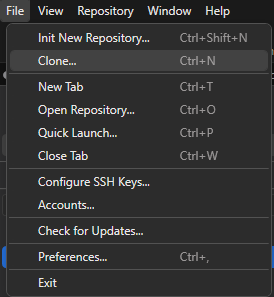 File View Repository Window Help
Init New Repository... Ctrl+Shift+N
Clone... Ctrl+N
New Tab Ctrl+T
Open Repository... Ctrl+O
Quick Launch... Ctrl+P
Close Tab Ctrl+W
Configure SSH Keys...
Accounts...
Check for Updates...
Preferences... Ctrl+,
Exit